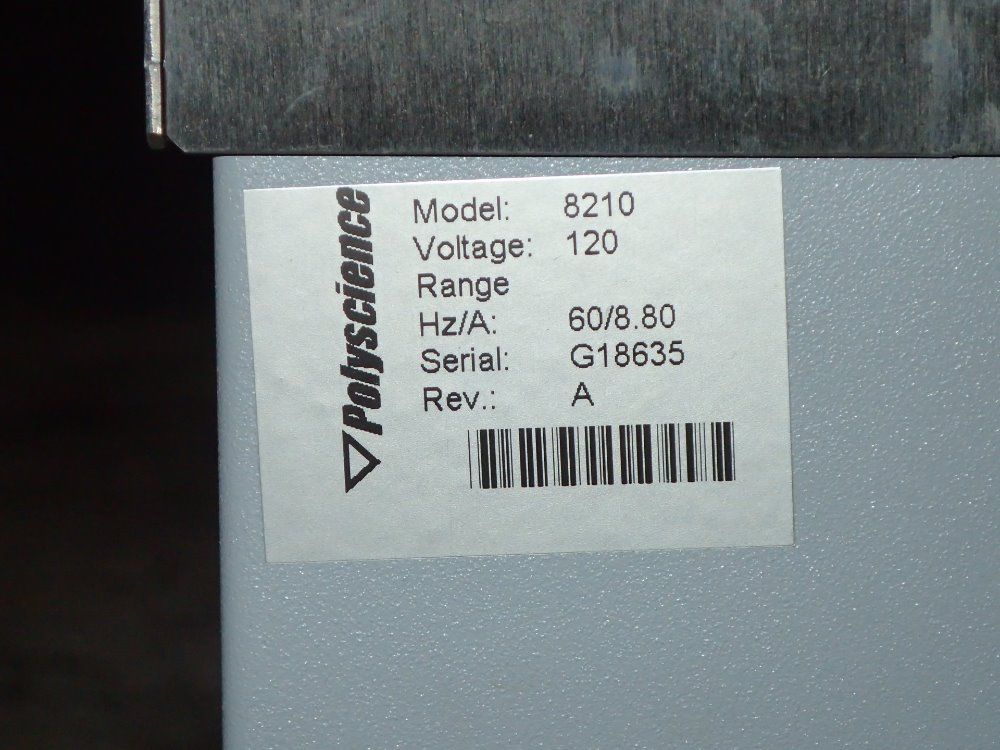 Polyscience
Model: 8210
Voltage: 120
Range
Hz/A: 60/8.80
Serial: G18635
Rev.: A